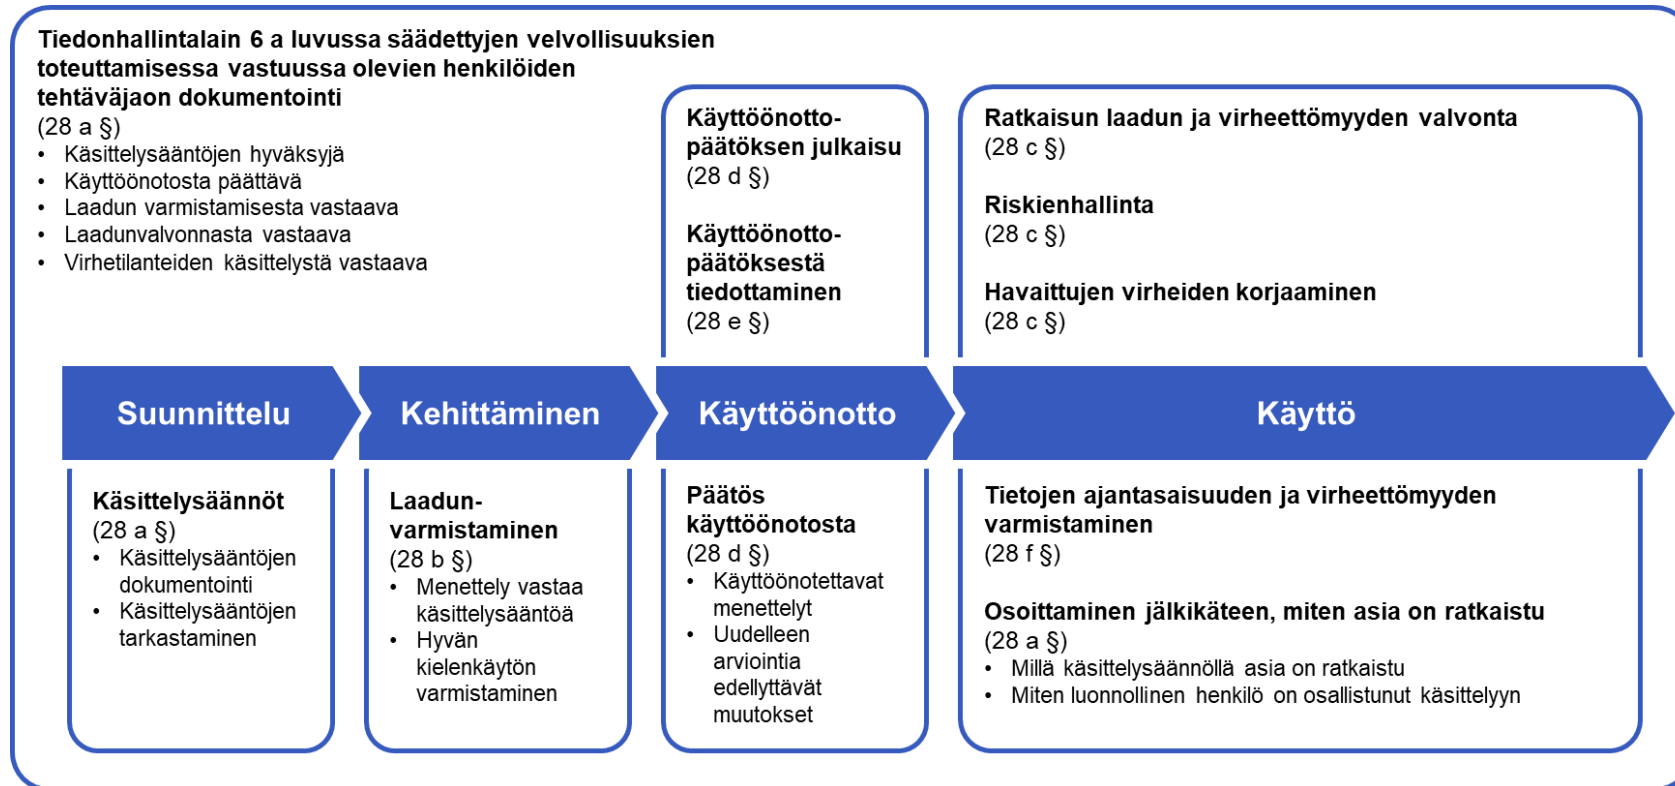 Tiedonhallintalain 6 a luvussa säädettyjen velvollisuuksien
toteuttamisessa vastuussa olevien henkilöiden
tehtäväjaon dokumentointi
(28 a §)
• Käsittelysääntöjen hyväksyjä
• Käyttöönotosta päättävä
• Laadun varmistamisesta vastaava
• Laadunvalvonnasta vastaava
• Virhetilanteiden käsittelystä vastaava
Käyttöönotto-
päätöksen julkaisu
(28 d §)
Käyttöönotto-
päätöksestä
tiedottaminen
(28 e §)
Ratkaisun laadun ja virheettömyyden valvonta
(28 c §)
Riskienhallinta
(28 c §)
Havaittujen virheiden korjaaminen
(28 c §)
Suunnittelu
Kehittäminen
Käyttöönotto
Käyttö
Käsittelysäännöt
(28 a §)
• Käsittelysääntöjen
dokumentointi
• Käsittelysääntöjen
tarkastaminen
Laadun-
varmistaminen
(28 b §)
• Menettely vastaa
käsittelysääntöä
• Hyvän
kielenkäytön
varmistaminen
Päätös
käyttöönotosta
(28 d §)
• Käyttöönotettavat
menettelyt
• Uudelleen
arviointia
edellyttävät
muutokset
Tietojen ajantasaisuuden ja virheettömyyden
varmistaminen
(28 f §)
Osoittaminen jälkikäteen, miten asia on ratkaistu
(28 a §)
• Millä käsittelysäännöllä asia on ratkaistu
• Miten luonnollinen henkilö on osallistunut käsittelyyn